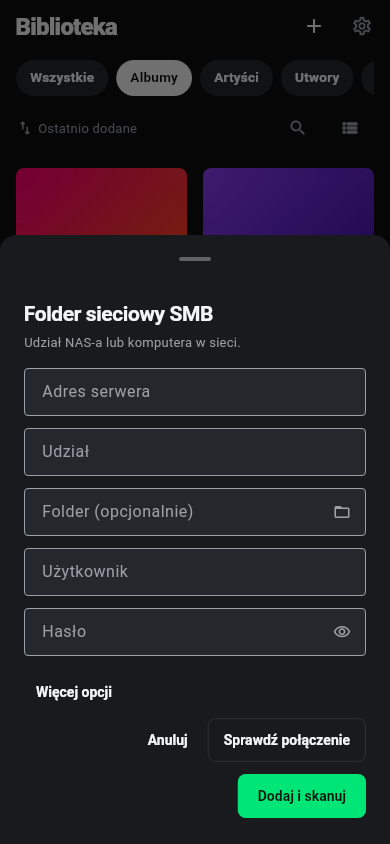 Biblioteka
Wszystkie
Albumy
Artyści
Utwory
Ostatnio dodane
Folder sieciowy SMB
Udział NAS-a lub komputera w sieci.
Adres serwera
Udział
Folder (opcjonalnie)
Użytkownik
Hasło
Więcej opcji
Anuluj
Sprawdź połączenie
Dodaj i skanuj